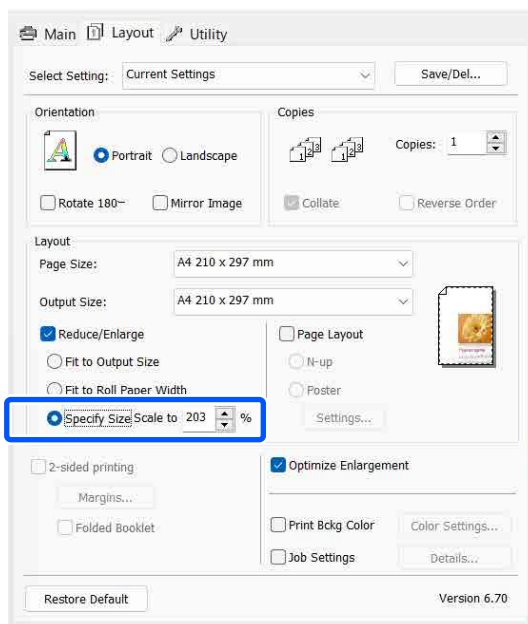 Main Layout Utility
Select Setting: Current Settings Save/Del...
Orientation
Portrait Landscape
Rotate 180~ Mirror Image
Copies
Copies: 1
Collate Reverse Order
Layout
Page Size: A4 210 x 297 mm
Output Size: A4 210 x 297 mm
Reduce/Enlarge
Fit to Output Size
Fit to Roll Paper Width
Specify Size Scale to 203 %
Page Layout
N-up
Poster
Settings...
2-sided printing
Margins...
Folded Booklet
Optimize Enlargement
Print Bckg Color Color Settings...
Job Settings Details...
Restore Default Version 6.70